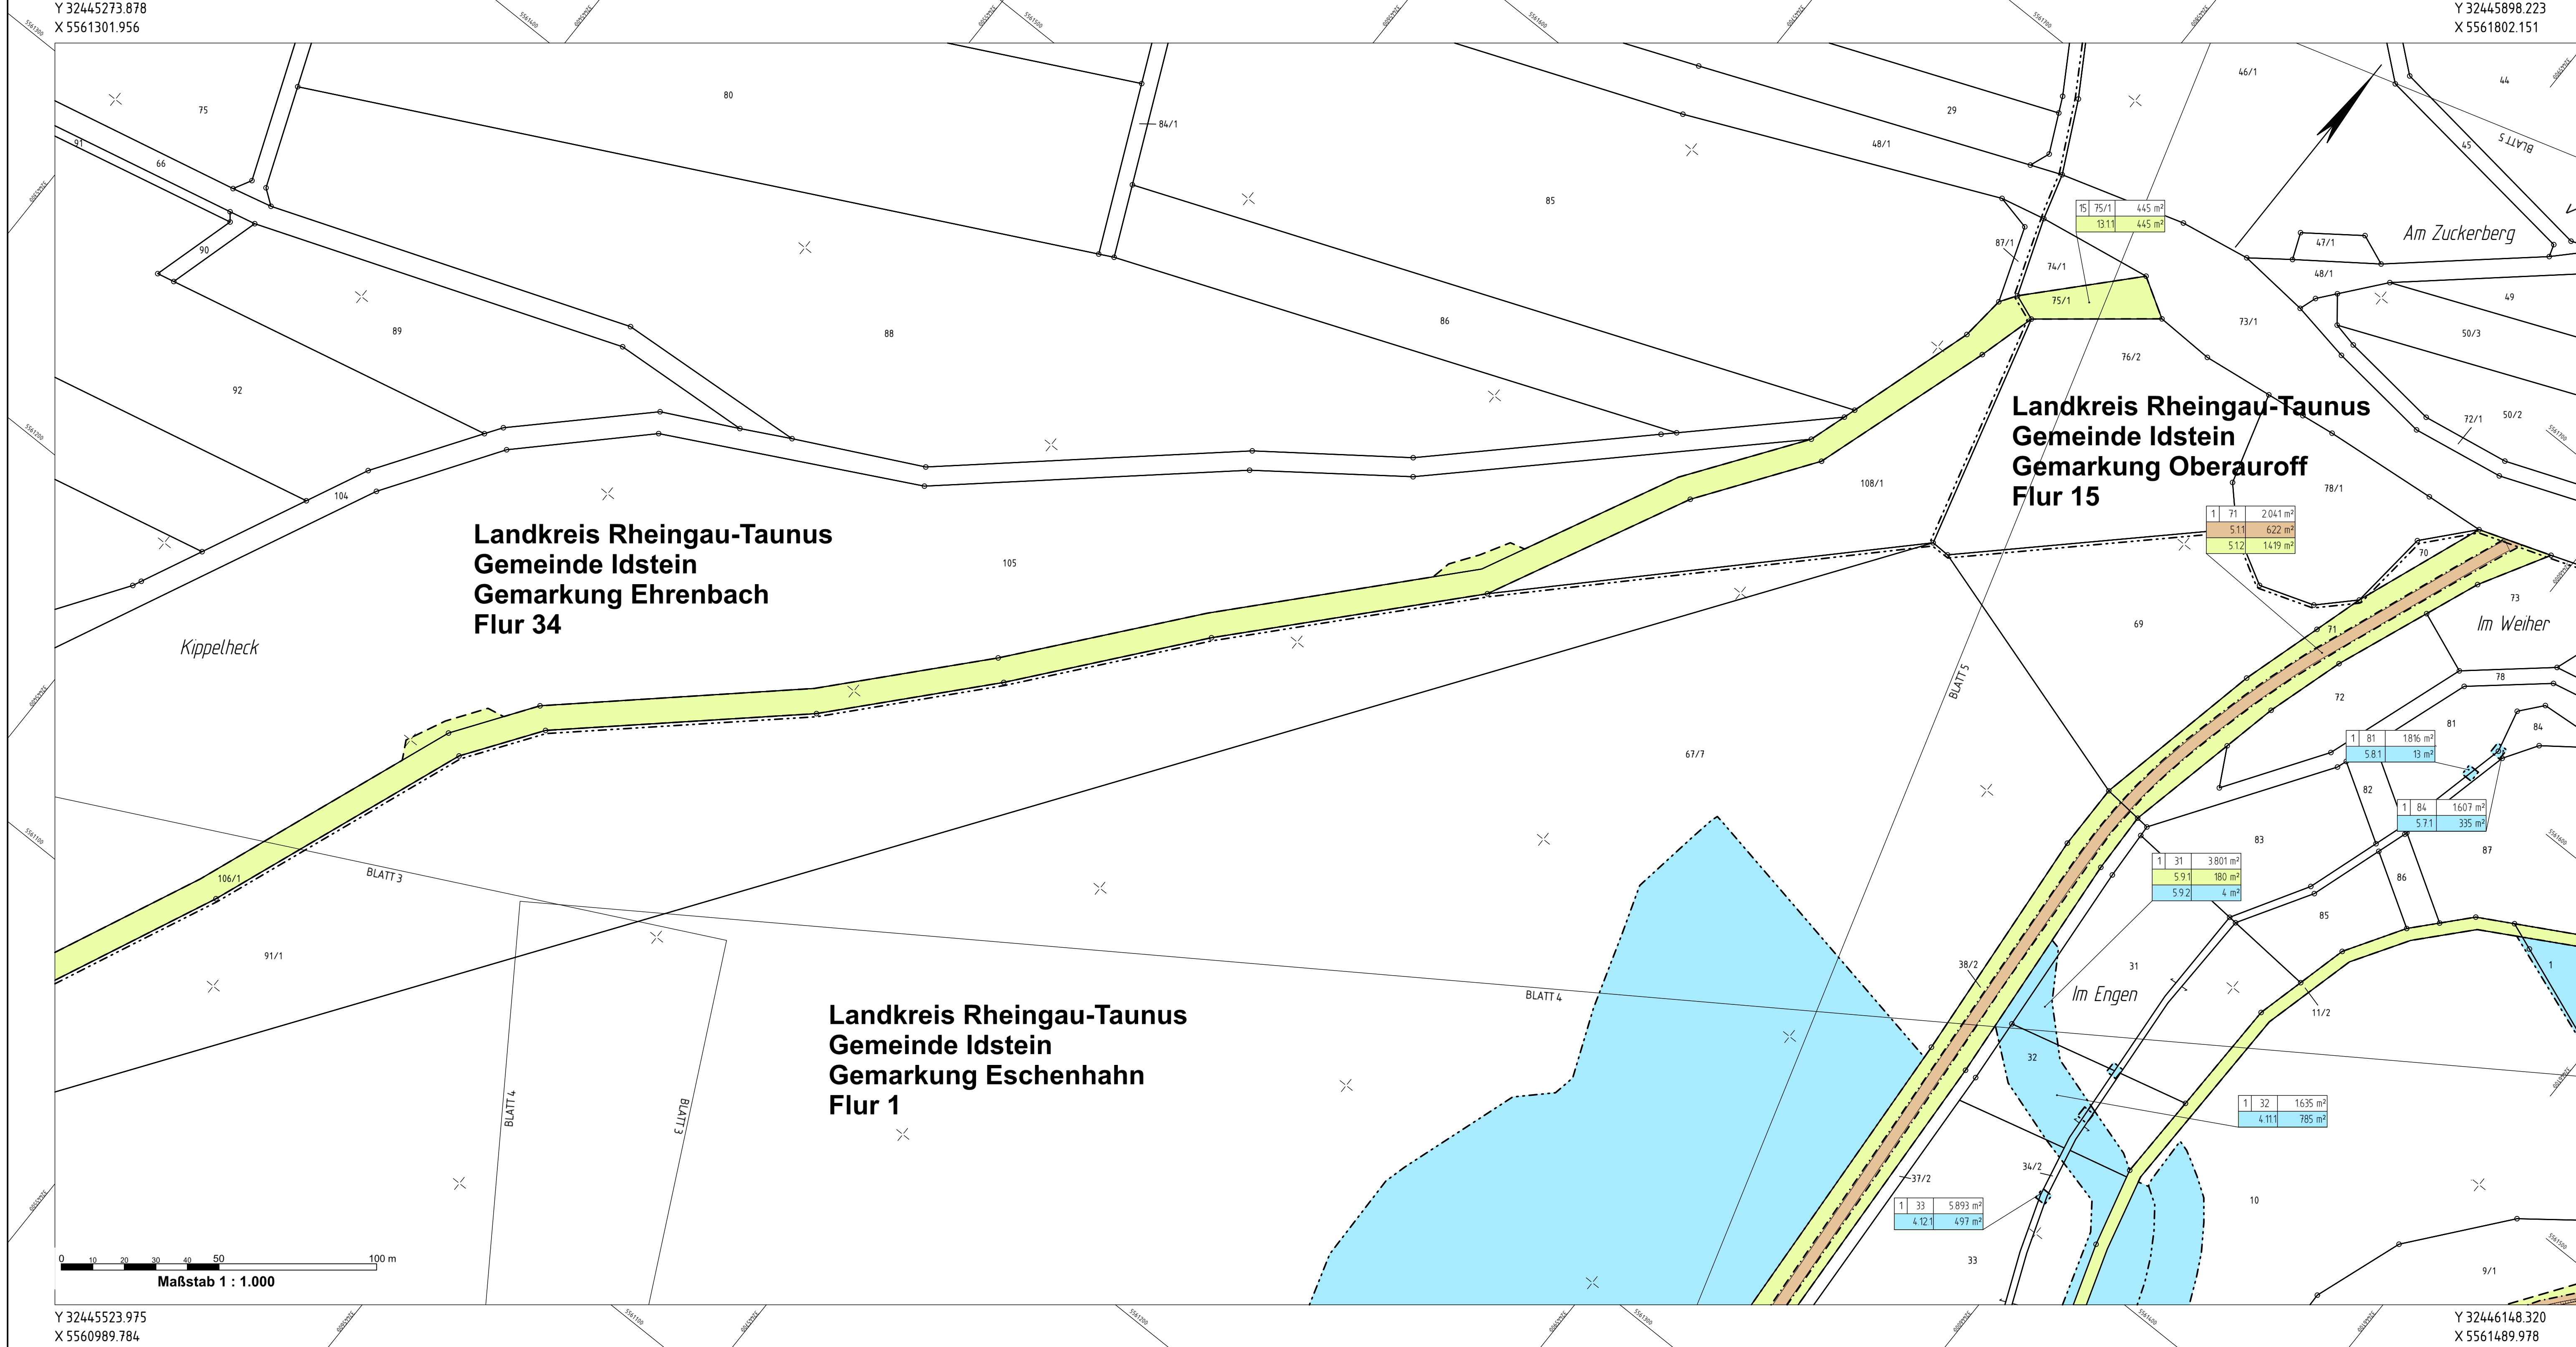 Y 32445273.878
X 5561301.956
Y 32445898.223
X 5561802.151
75
80
84/1
29
46/1
44
91
66
48/1
45
BLATT 5
85
15 75/1 445 m²
13.1.1 445 m²
90
87/1
74/1
47/1
Am Zuckerberg
48/1
75/1
49
89
88
86
73/1
50/3
92
76/2
Landkreis Rheingau-Taunus
Gemeinde Idstein
Gemarkung Oberauroff
Flur 15
50/2
72/1
104
108/1
78/1
Landkreis Rheingau-Taunus
Gemeinde Idstein
Gemarkung Ehrenbach
Flur 34
105
1 71 2.041 m²
5.1.1 622 m²
5.1.2 1.419 m²
70
73
Kippelheck
69
71
Im Weiher
BLATT 5
78
72
81
84
67/7
1 81 1.816 m²
5.8.1 13 m²
82
1 84 1.607 m²
5.7.1 335 m²
83
87
BLATT 3
106/1
1 31 3.801 m²
5.9.1 180 m²
5.9.2 4 m²
86
85
91/1
38/2
31
1
BLATT 4
Im Engen
11/2
Landkreis Rheingau-Taunus
Gemeinde Idstein
Gemarkung Eschenhahn
Flur 1
32
BLATT 4
BLATT 3
1 32 1.635 m²
4.11.1 785 m²
37/2
34/2
10
1 33 5.893 m²
4.12.1 497 m²
33
9/1
0 10 20 30 40 50 100 m
Maßstab 1 : 1.000
Y 32445523.975
X 5560989.784
Y 32446148.320
X 5561489.978